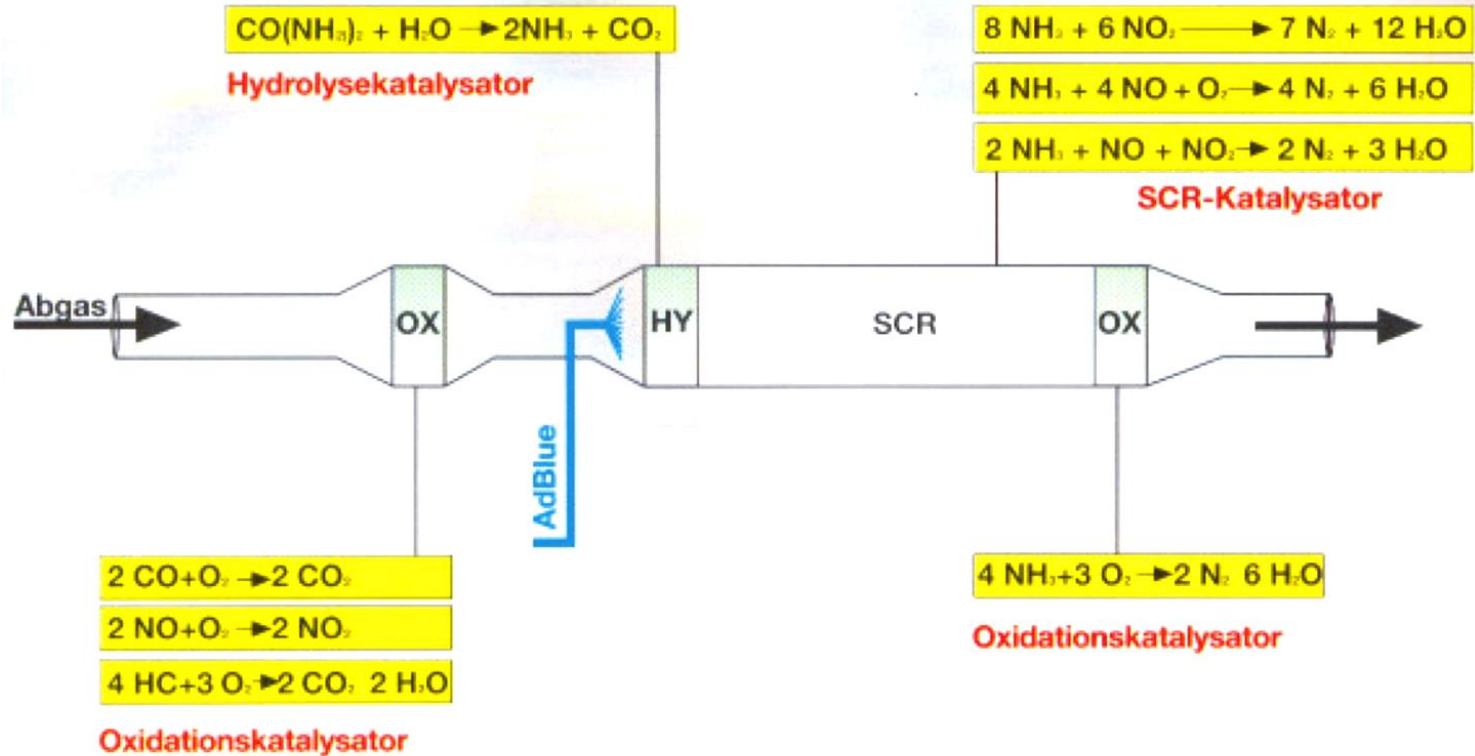 CO(NH₂)₂ + H₂O → 2NH₃ + CO₂
Hydrolysekatalysator
8 NH₃ + 6 NO₂ → 7 N₂ + 12 H₂O
4 NH₃ + 4 NO + O₂ → 4 N₂ + 6 H₂O
2 NH₃ + NO + NO₂ → 2 N₂ + 3 H₂O
SCR-Katalysator
Abgas
OX
HY
SCR
OX
AdBlue
2 CO+O₂ → 2 CO₂
2 NO+O₂ → 2 NO₂
4 HC+3 O₂ → 2 CO₂ 2 H₂O
Oxidationskatalysator
4 NH₃+3 O₂ → 2 N₂ 6 H₂O
Oxidationskatalysator